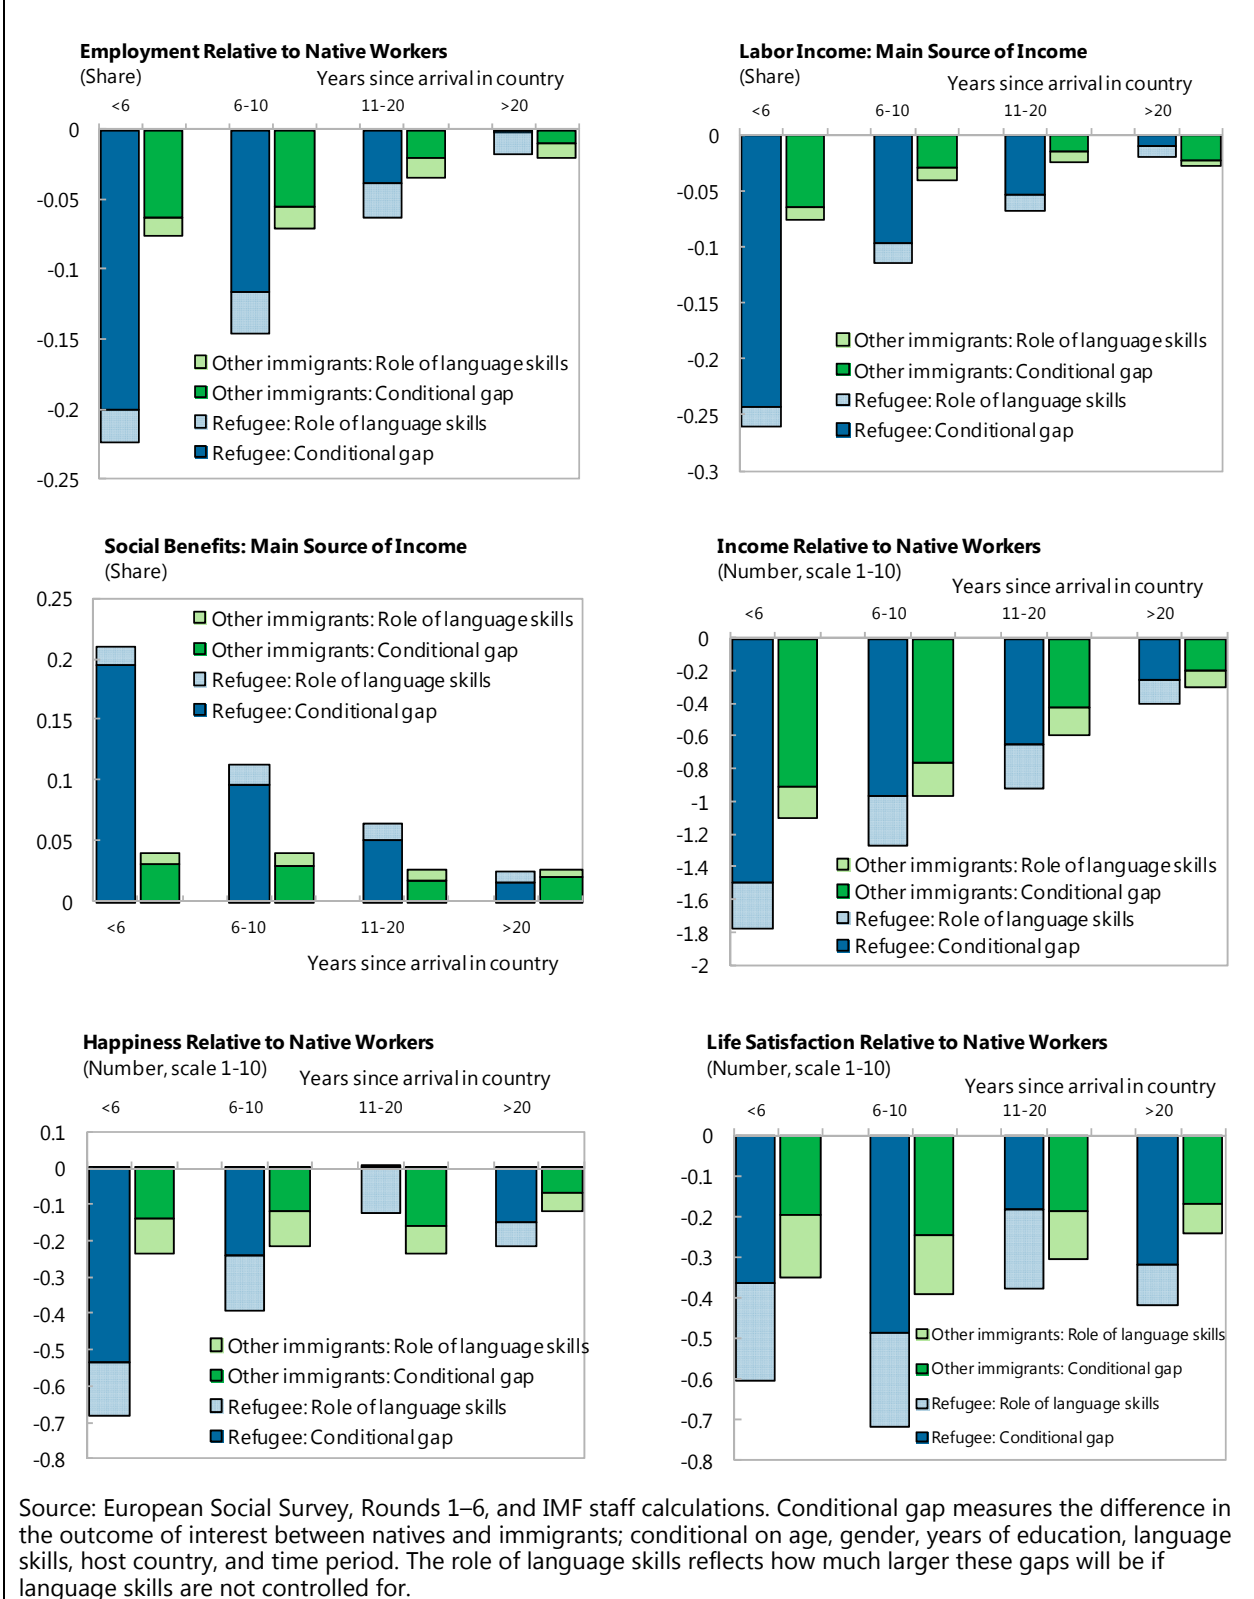 Employment Relative to Native Workers
(Share)
Years since arrival in country
<6 6-10 11-20 >20
0
-0.05
-0.1
-0.15
-0.2
-0.25
Other immigrants: Role of language skills
Other immigrants: Conditional gap
Refugee: Role of language skills
Refugee: Conditional gap
Labor Income: Main Source of Income
(Share)
Years since arrival in country
<6 6-10 11-20 >20
0
-0.05
-0.1
-0.15
-0.2
-0.25
-0.3
Other immigrants: Role of language skills
Other immigrants: Conditional gap
Refugee: Role of language skills
Refugee: Conditional gap
Social Benefits: Main Source of Income
(Share)
0.25
0.2
0.15
0.1
0.05
0
Other immigrants: Role of language skills
Other immigrants: Conditional gap
Refugee: Role of language skills
Refugee: Conditional gap
<6 6-10 11-20 >20
Years since arrival in country
Income Relative to Native Workers
(Number, scale 1-10)
Years since arrival in country
<6 6-10 11-20 >20
0
-0.2
-0.4
-0.6
-0.8
-1
-1.2
-1.4
-1.6
-1.8
-2
Other immigrants: Role of language skills
Other immigrants: Conditional gap
Refugee: Role of language skills
Refugee: Conditional gap
Happiness Relative to Native Workers
(Number, scale 1-10)
Years since arrival in country
<6 6-10 11-20 >20
0.1
0
-0.1
-0.2
-0.3
-0.4
-0.5
-0.6
-0.7
-0.8
Other immigrants: Role of language skills
Other immigrants: Conditional gap
Refugee: Role of language skills
Refugee: Conditional gap
Life Satisfaction Relative to Native Workers
(Number, scale 1-10)
Years since arrival in country
<6 6-10 11-20 >20
0
-0.1
-0.2
-0.3
-0.4
-0.5
-0.6
-0.7
-0.8
Other immigrants: Role of language skills
Other immigrants: Conditional gap
Refugee: Role of language skills
Refugee: Conditional gap
Source: European Social Survey, Rounds 1–6, and IMF staff calculations. Conditional gap measures the difference in
the outcome of interest between natives and immigrants; conditional on age, gender, years of education, language
skills, host country, and time period. The role of language skills reflects how much larger these gaps will be if
language skills are not controlled for.